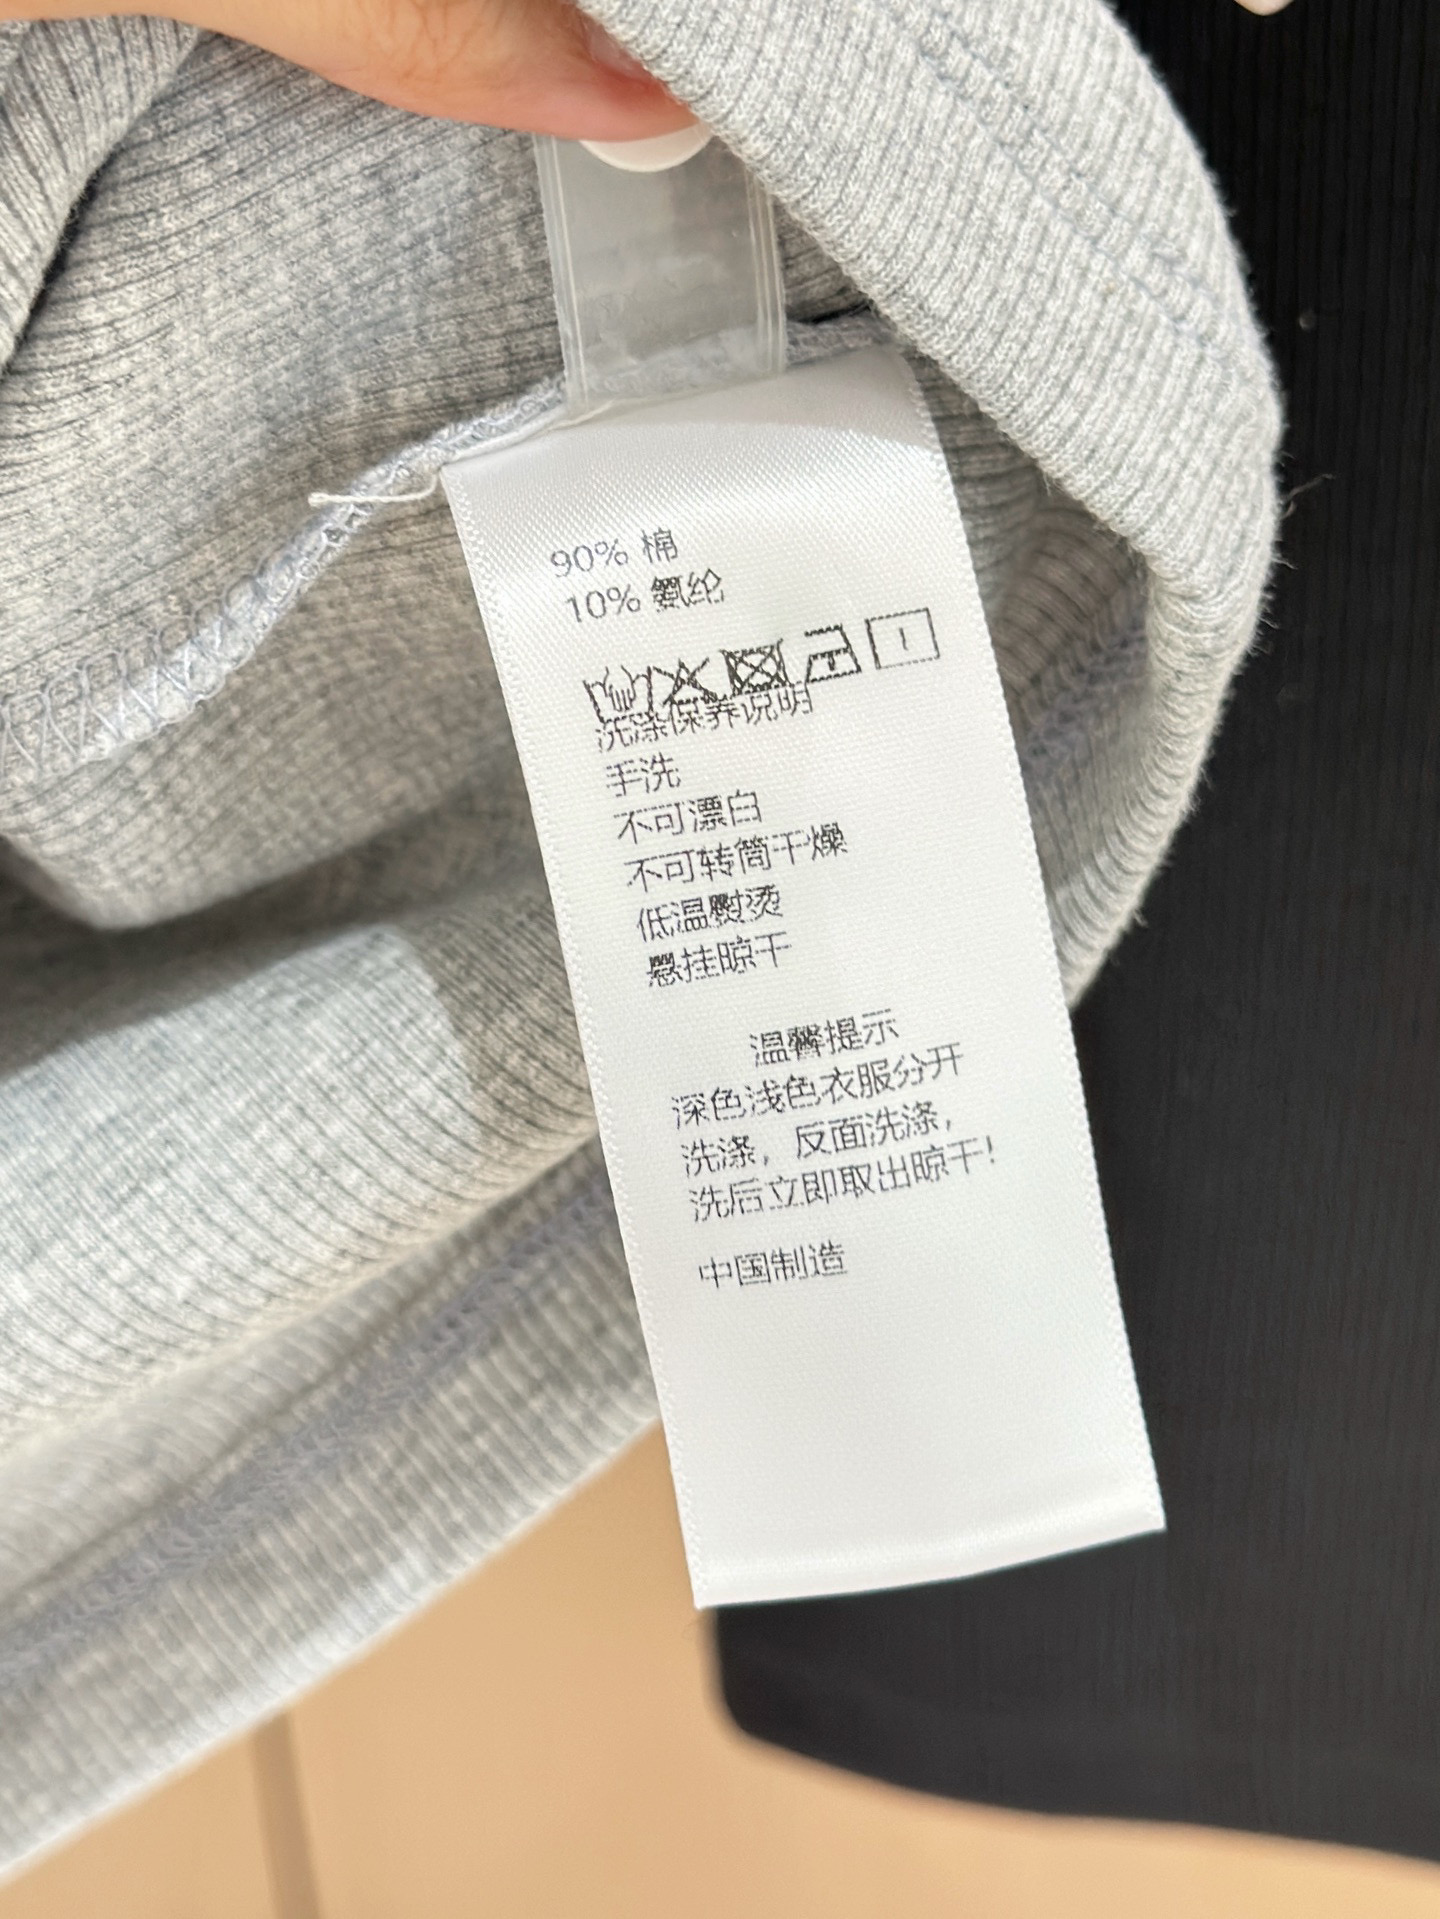 90% 棉
10% 氨纶
洗涤保养说明
手洗
不可漂白
不可转筒干燥
低温熨烫
悬挂晾干
温馨提示
深色浅色衣服分开
洗涤，反面洗涤，
洗后立即取出晾干！
中国制造